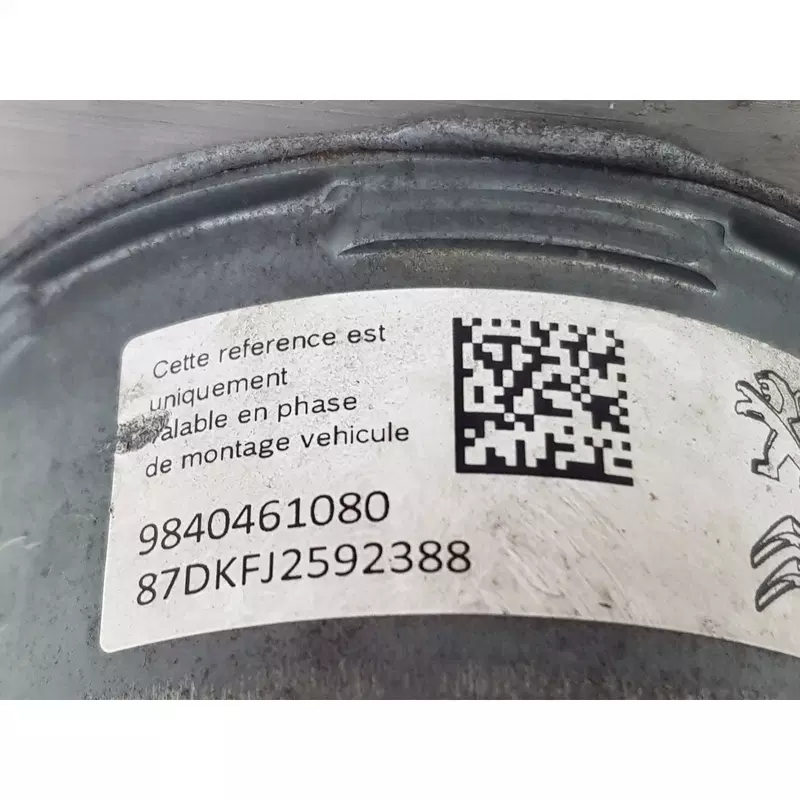 Cette reference est
uniquement
valable en phase
de montage vehicule
9840461080
87DKFJ2592388